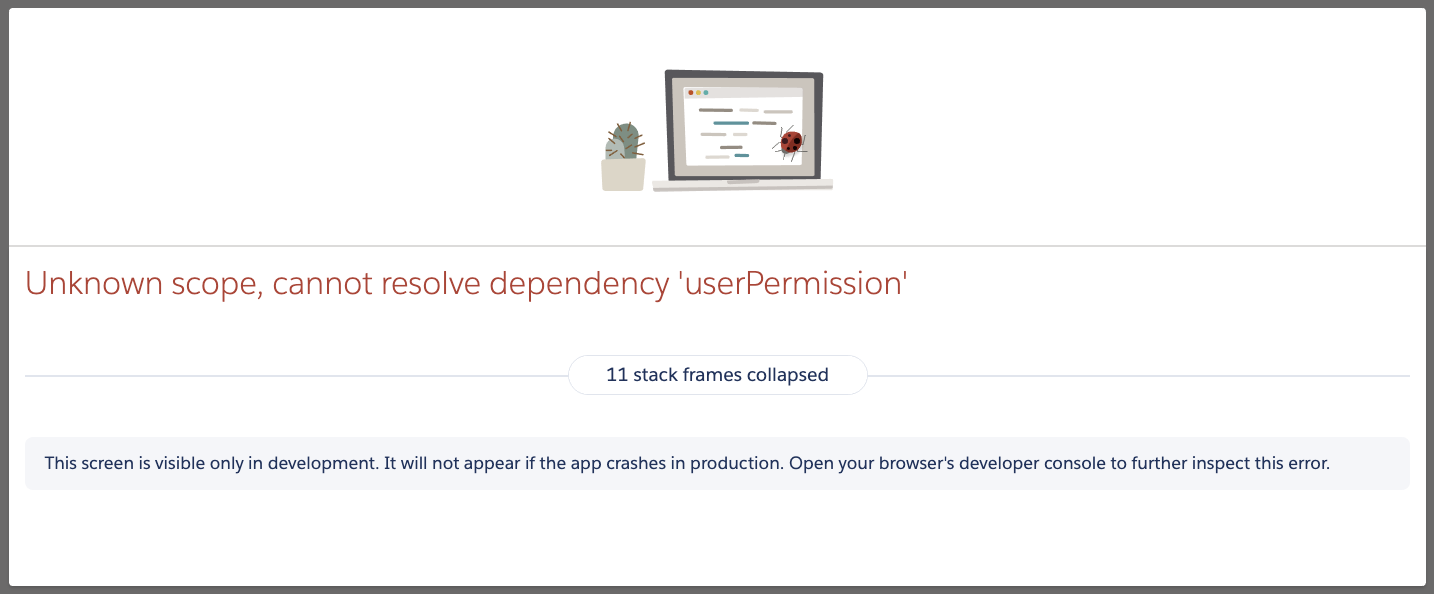 Unknown scope, cannot resolve dependency 'userPermission'
11 stack frames collapsed
This screen is visible only in development. It will not appear if the app crashes in production. Open your browser's developer console to further inspect this error.